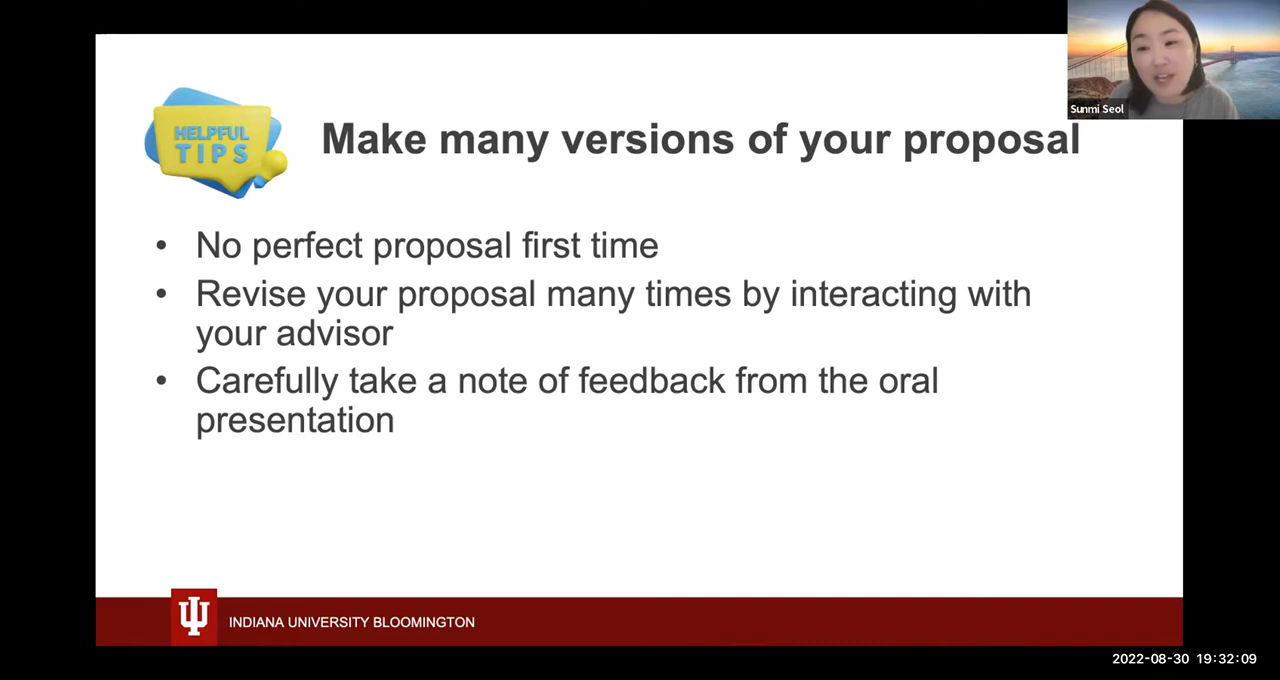 Sunmi Seol
HELPFUL
TIPS
Make many versions of your proposal
• No perfect proposal first time
• Revise your proposal many times by interacting with
your advisor
• Carefully take a note of feedback from the oral
presentation
INDIANA UNIVERSITY BLOOMINGTON
2022-08-30 19:32:09